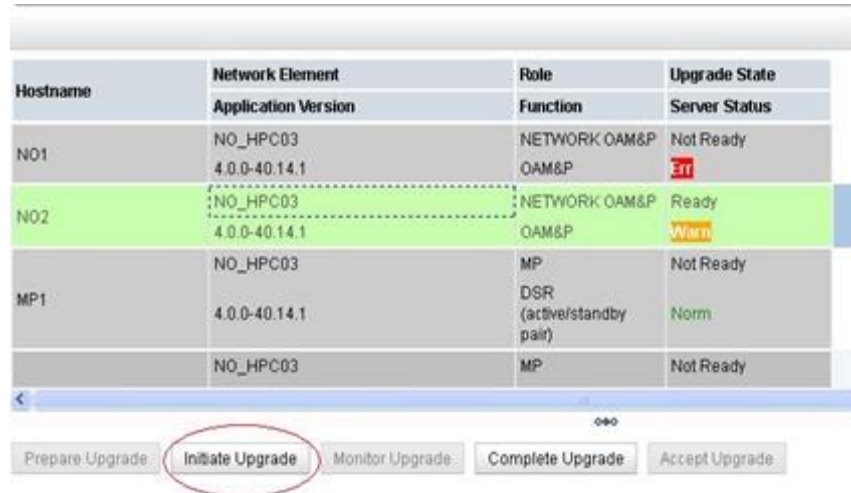 Hostname Network Element Role Upgrade State
Application Version Function Server Status
NO1 NO_HPC03 NETWORK OAM&P Not Ready
4.0.0-40.14.1 OAM&P Err
NO2 NO_HPC03 NETWORK OAM&P Ready
4.0.0-40.14.1 OAM&P Warn
MP1 NO_HPC03 MP Not Ready
4.0.0-40.14.1 DSR (active/standby pair) Norm
NO_HPC03 MP Not Ready
Prepare Upgrade Initiate Upgrade Monitor Upgrade Complete Upgrade Accept Upgrade